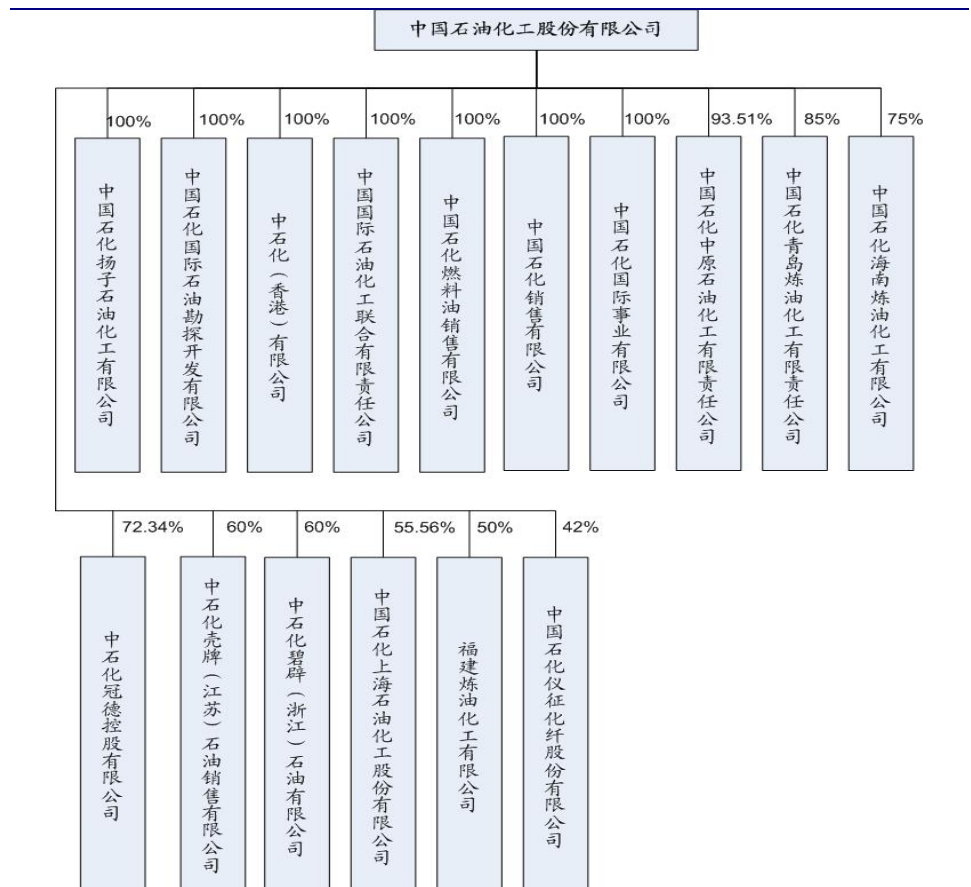 中国石油化工股份有限公司
100%
100%
100%
100%
100%
100%
100%
93.51%
85%
75%
中国石化扬子石油化工有限公司
中国石化国际石油勘探开发有限公司
中石化（香港）有限公司
中国国际石油化工联合有限责任公司
中国石化燃料油销售有限公司
中国石化销售有限公司
中国石化国际事业有限公司
中国石化中原石油化工有限责任公司
中国石化青岛炼油化工有限责任公司
中国石化海南炼油化工有限公司
72.34%
60%
60%
55.56%
50%
42%
中石化冠德控股有限公司
中石化壳牌（江苏）石油销售有限公司
中石化碧辟（浙江）石油有限公司
中国石化上海石油化工股份有限公司
福建炼油化工有限公司
中国石化仪征化纤股份有限公司